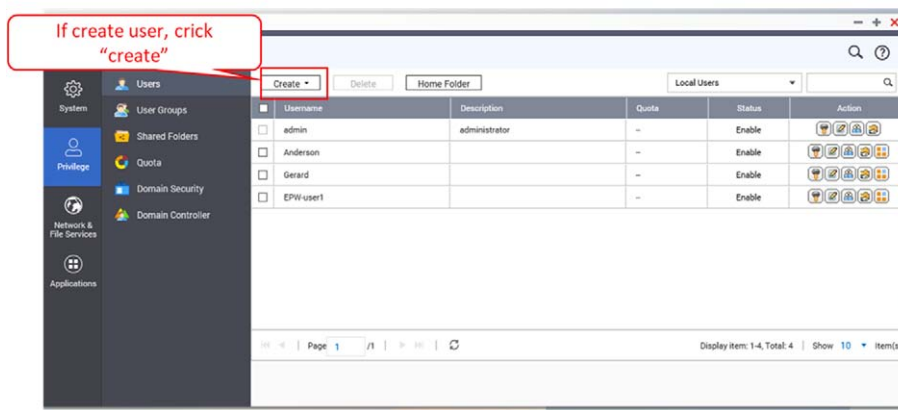 If create user, crick
"create"
System
Privilege
Network &
File Services
Applications
Users
User Groups
Shared Folders
Quota
Domain Security
Domain Controller
Create
Delete
Home Folder
Local Users
Username Description Quota Status Action
admin administrator -- Enable
Anderson -- Enable
Gerard -- Enable
EPW-user1 -- Enable
Page 1 /1
Display item: 1-4, Total: 4 | Show 10 Item(s